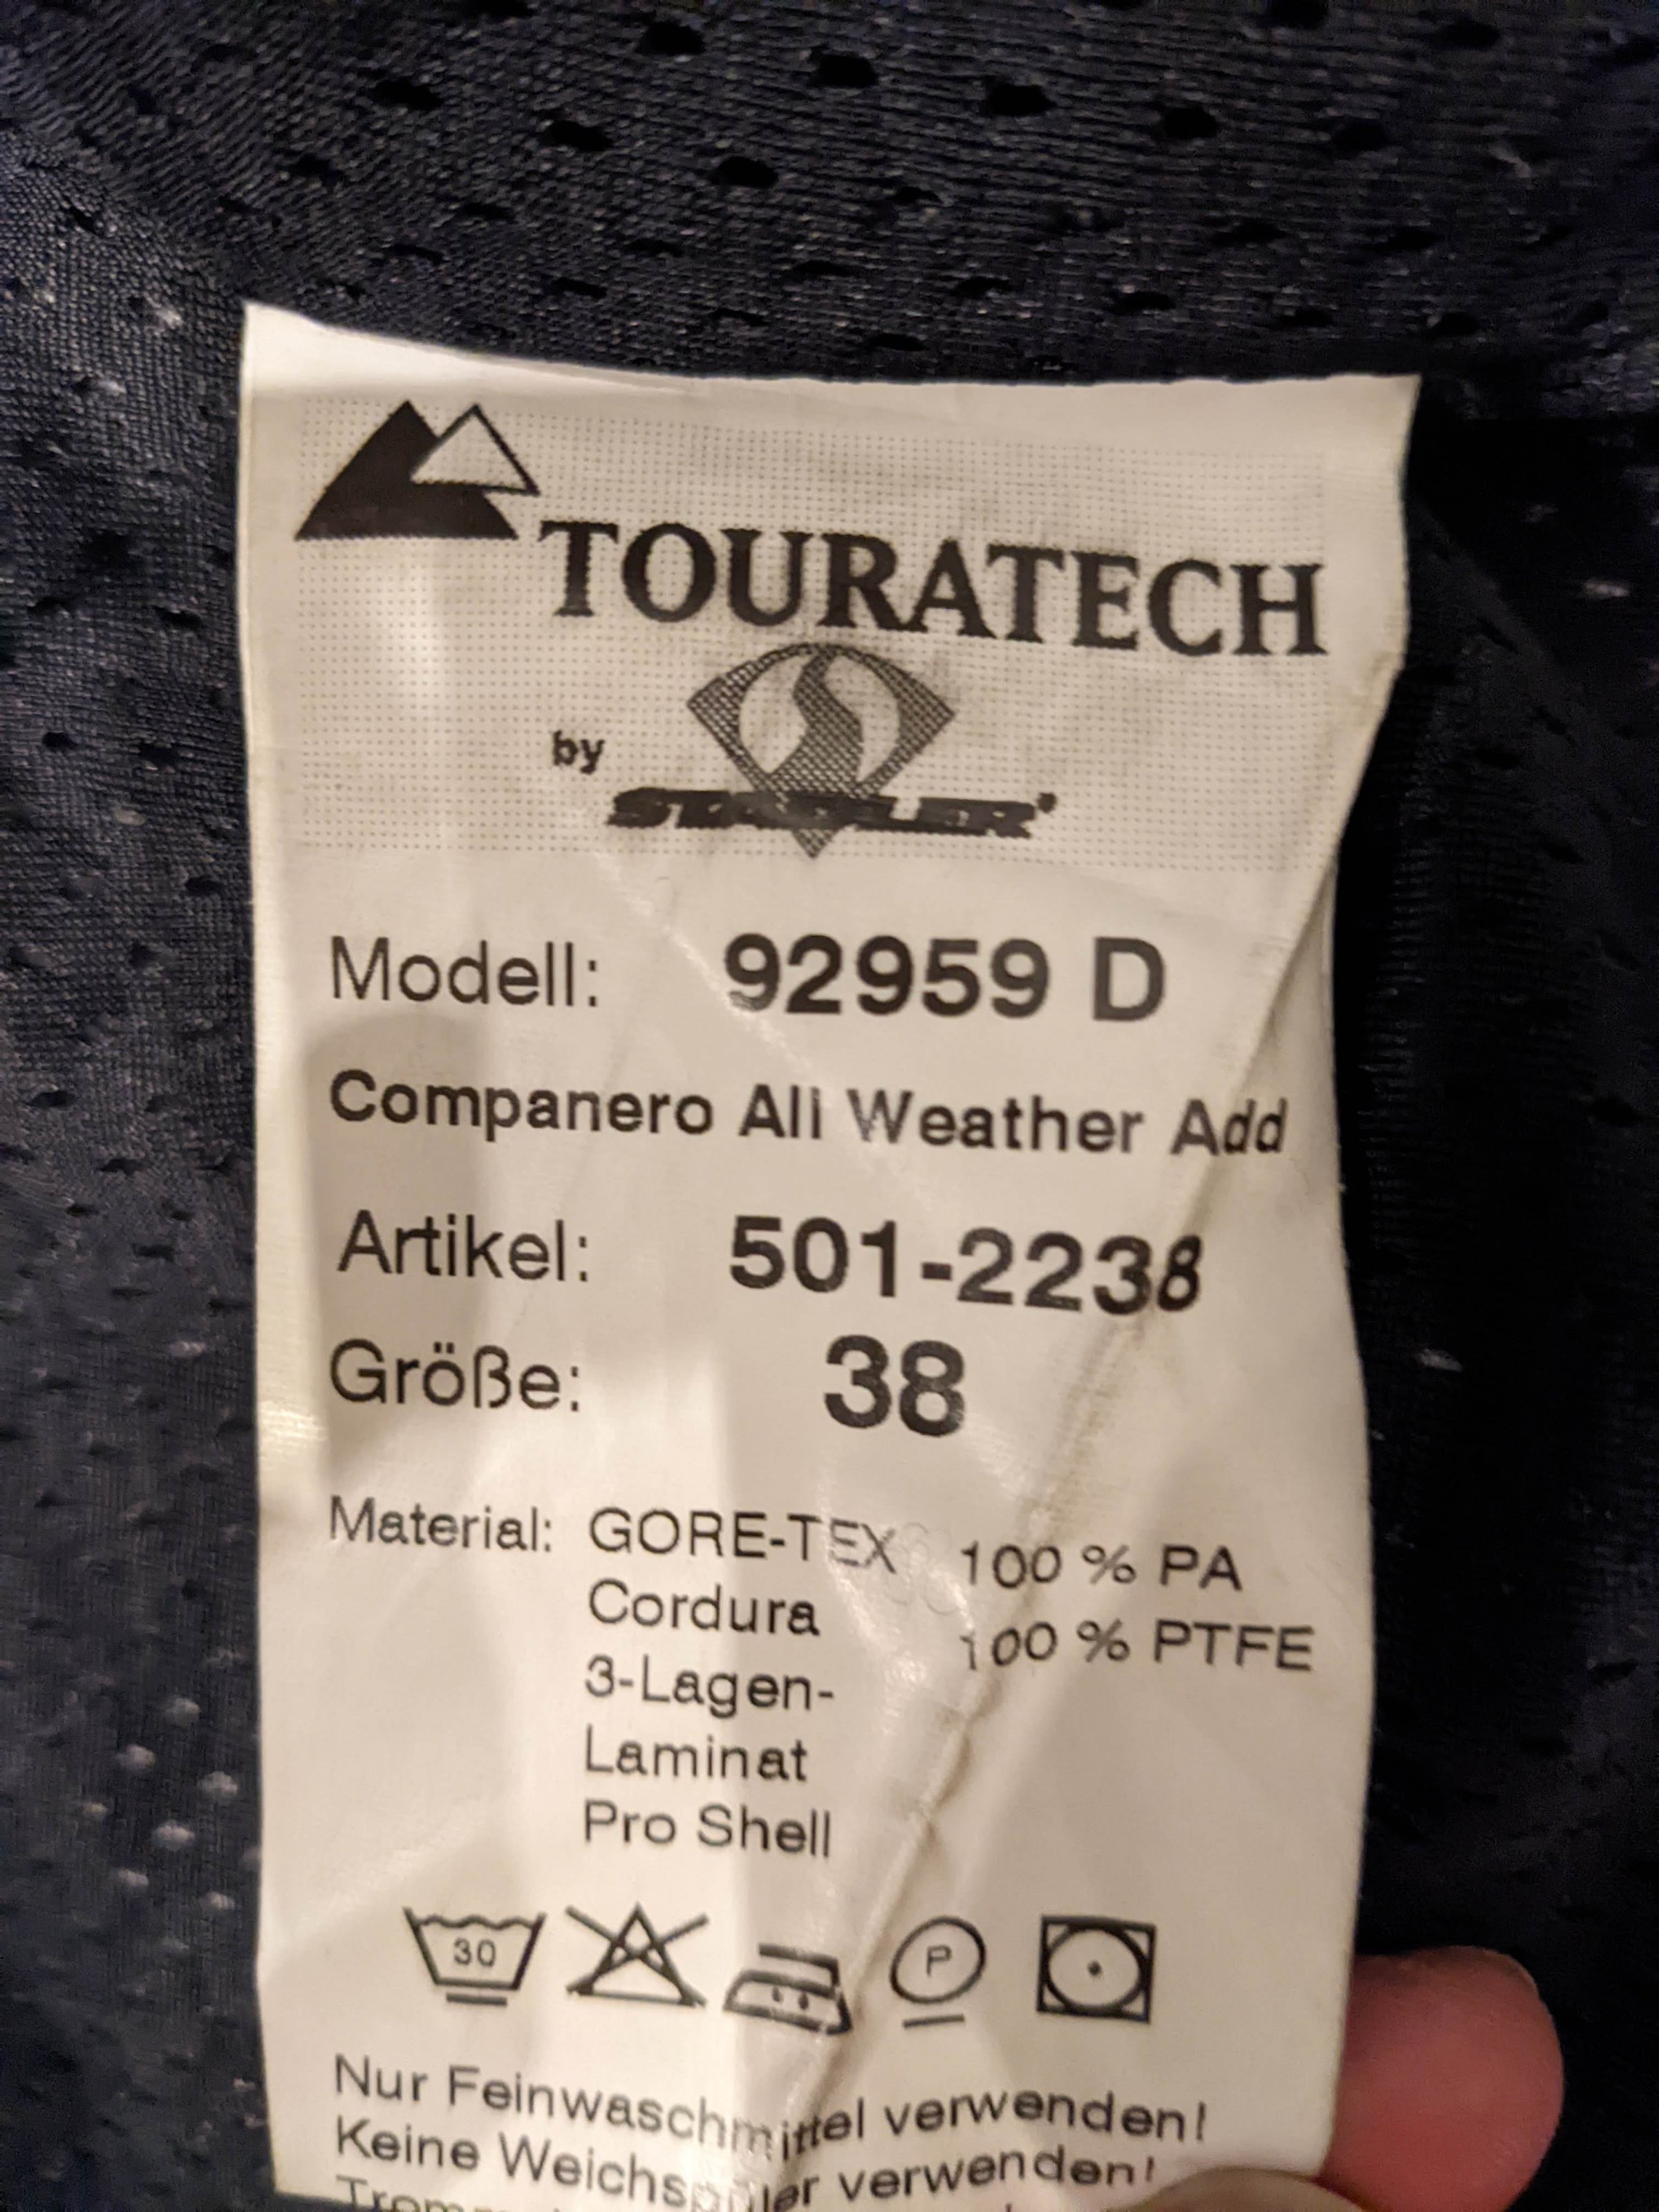 TOURATECH
by STADLER®
Modell: 92959 D
Companero All Weather Add
Artikel: 501-2238
Größe: 38
Material: GORE-TEX 100 % PA
Cordura 100 % PTFE
3-Lagen-
Laminat
Pro Shell
30 P
Nur Feinwaschmittel verwenden!
Keine Weichspüler verwenden!